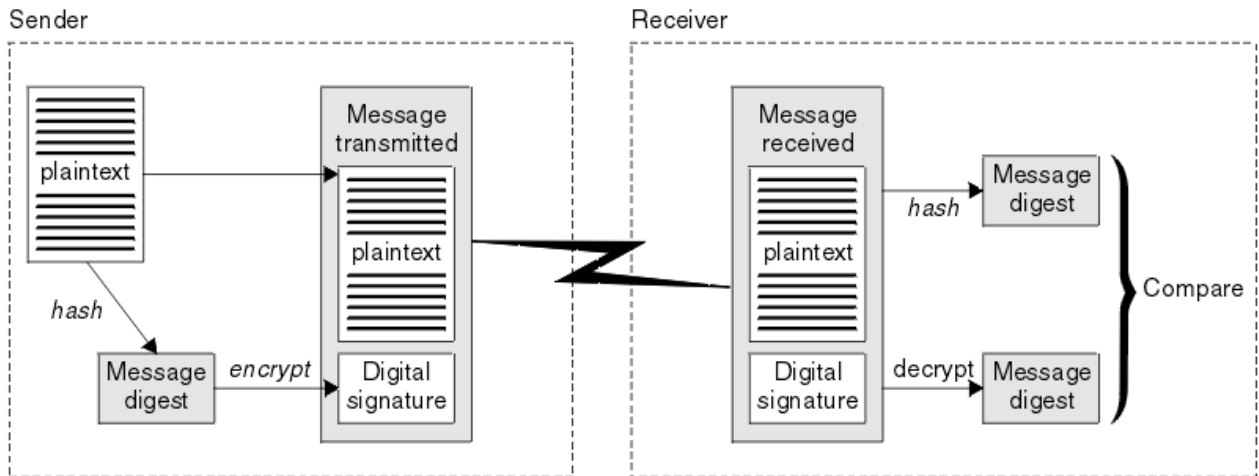 Sender
plaintext
hash
Message
digest
encrypt
Message
transmitted
plaintext
Digital
signature
Receiver
Message
received
plaintext
Digital
signature
hash
Message
digest
decrypt
Message
digest
Compare